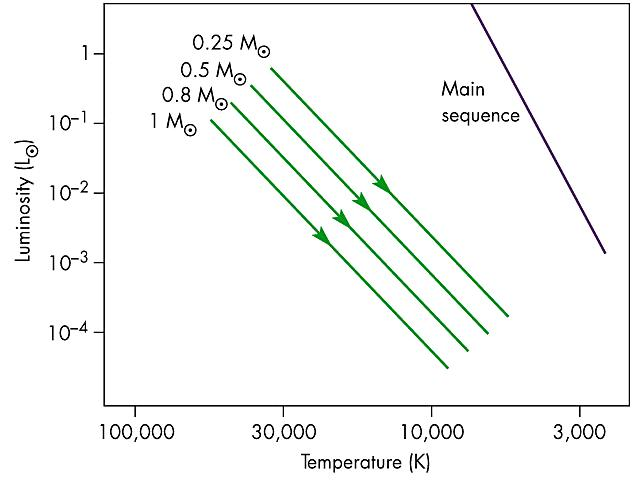 0.25 M☉
0.5 M☉
0.8 M☉
1 M☉
Main
sequence
Luminosity (L☉)
1
10⁻¹
10⁻²
10⁻³
10⁻⁴
100,000
30,000
10,000
3,000
Temperature (K)